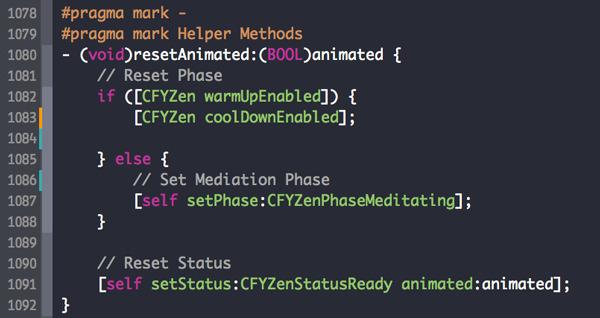 1078 #pragma mark -
1079 #pragma mark Helper Methods
1080 - (void)resetAnimated:(BOOL)animated {
1081     // Reset Phase
1082     if ([CFYZen warmUpEnabled]) {
1083         [CFYZen coolDownEnabled];
1084
1085     } else {
1086         // Set Mediation Phase
1087         [self setPhase:CFYZenPhaseMeditating];
1088     }
1089
1090     // Reset Status
1091     [self setStatus:CFYZenStatusReady animated:animated];
1092 }